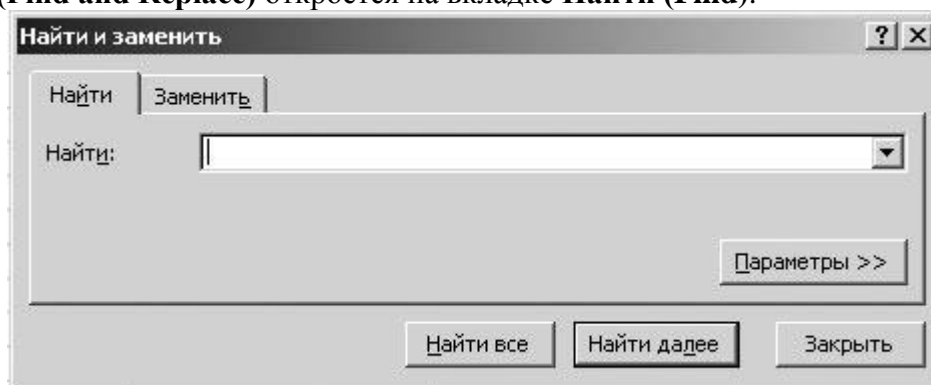 (Find and Replace) откроется на вкладке Найти (Find).
Найти и заменить
Найти Заменить
Найти:
Параметры >>
Найти все Найти далее Закрыть